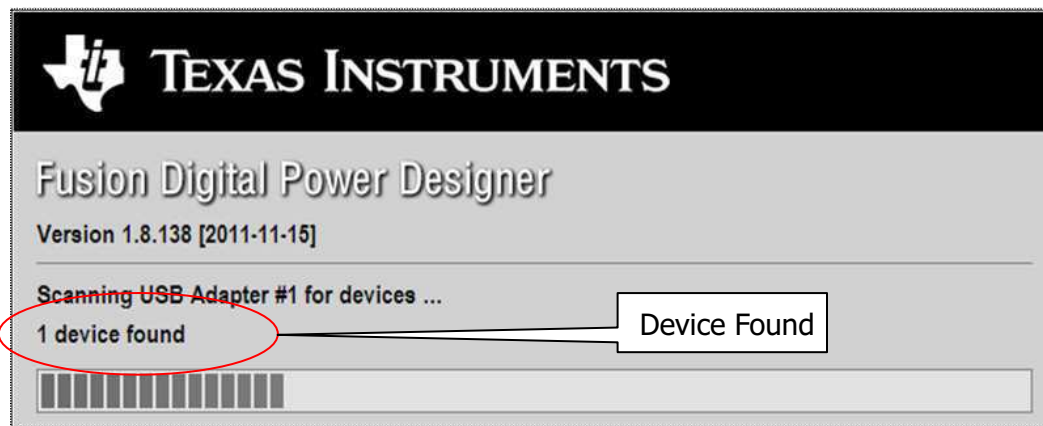 TEXAS INSTRUMENTS
Fusion Digital Power Designer
Version 1.8.138 [2011-11-15]
Scanning USB Adapter #1 for devices ...
1 device found
Device Found